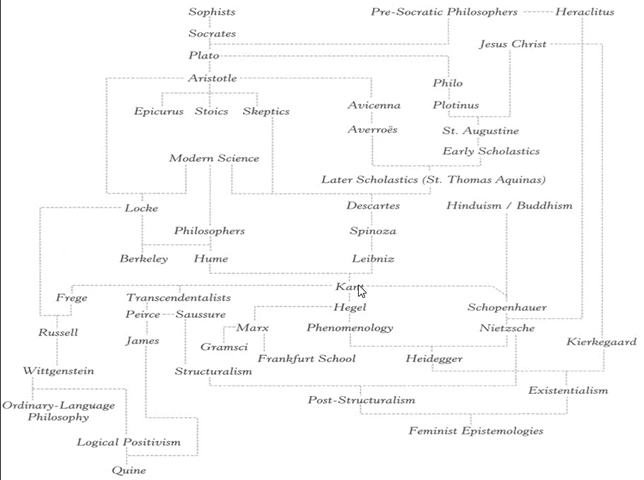 Sophists
Pre-Socratic Philosophers
Heraclitus
Socrates
Jesus Christ
Plato
Aristotle
Philo
Epicurus
Stoics
Skeptics
Avicenna
Plotinus
Averroës
St. Augustine
Early Scholastics
Modern Science
Later Scholastics (St. Thomas Aquinas)
Locke
Descartes
Hinduism / Buddhism
Philosophers
Spinoza
Berkeley
Hume
Leibniz
Kant
Frege
Transcendentalists
Hegel
Schopenhauer
Peirce
Saussure
Marx
Phenomenology
Nietzsche
Russell
James
Gramsci
Kierkegaard
Frankfurt School
Heidegger
Wittgenstein
Structuralism
Existentialism
Post-Structuralism
Ordinary-Language
Philosophy
Feminist Epistemologies
Logical Positivism
Quine